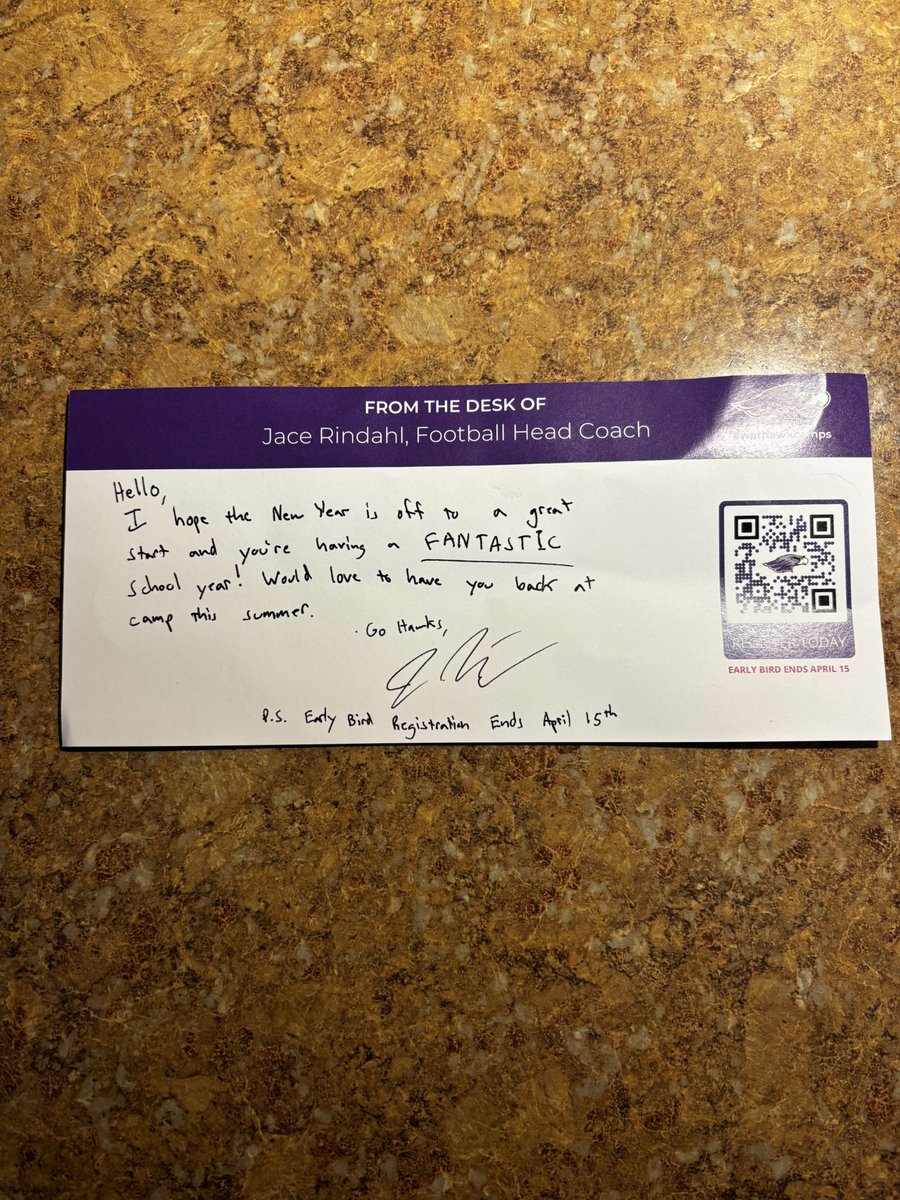 FROM THE DESK OF
Jace Rindahl, Football Head Coach
Hello,
I hope the New Year is off to a great
start and you're having a FANTASTIC
School year! Would love to have you back at
camp this summer.
Go Hawks,
P.S. Early Bird Registration Ends April 15th
TODAY
EARLY BIRD ENDS APRIL 15